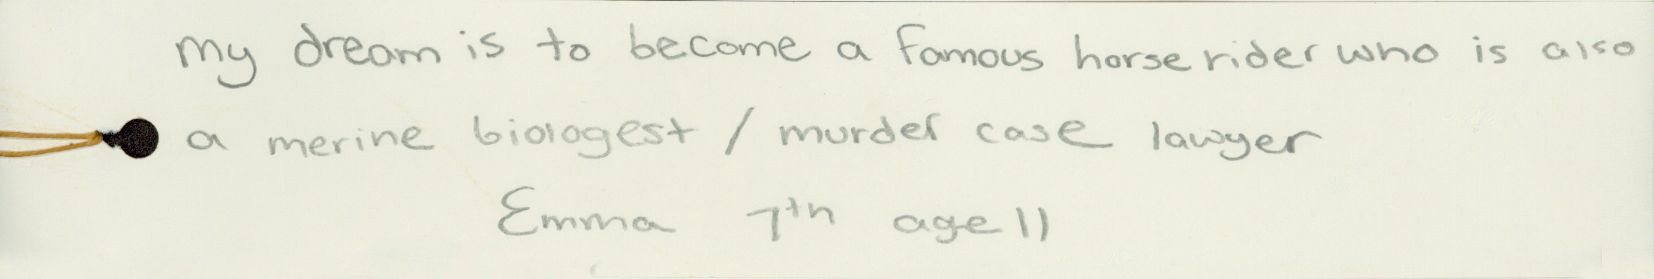 my dream is to become a famous horse rider who is also
a merine biologest / murder case lawyer
Emma 7th age 11